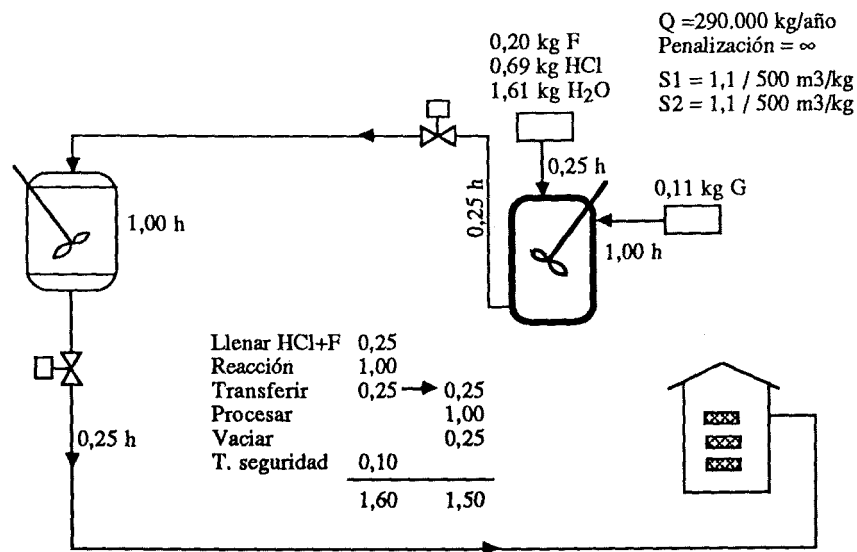 Q =290.000 kg/año
Penalización = ∞
S1 = 1,1 / 500 m3/kg
S2 = 1,1 / 500 m3/kg
0,20 kg F
0,69 kg HCl
1,61 kg H₂O
0,25 h
0,11 kg G
1,00 h
0,25 h
1,00 h
0,25 h
Llenar HCl+F 0,25
Reacción 1,00
Transferir 0,25 0,25
Procesar 1,00
Vaciar 0,25
T. seguridad 0,10
1,60 1,50